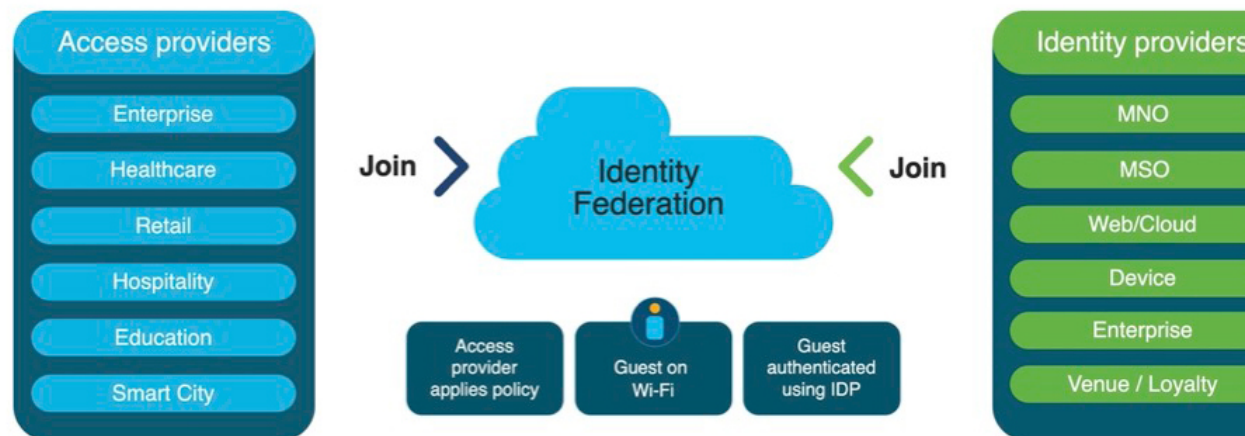 Access providers
Enterprise
Healthcare
Retail
Hospitality
Education
Smart City
Join
Identity
Federation
Join
Access
provider
applies policy
Guest on
Wi-Fi
Guest
authenticated
using IDP
Identity providers
MNO
MSO
Web/Cloud
Device
Enterprise
Venue / Loyalty